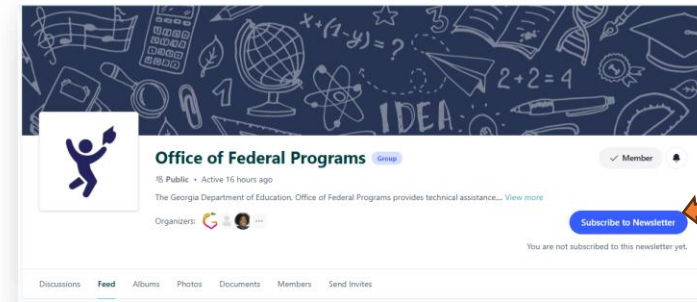 x+(1-y)=?
2+2=4
IDEA
Office of Federal Programs Group
Member
Public • Active 16 hours ago
The Georgia Department of Education, Office of Federal Programs provides technical assistance,... View more
Organizers:
Subscribe to Newsletter
You are not subscribed to this newsletter yet.
Discussions Feed Albums Photos Documents Members Send Invites